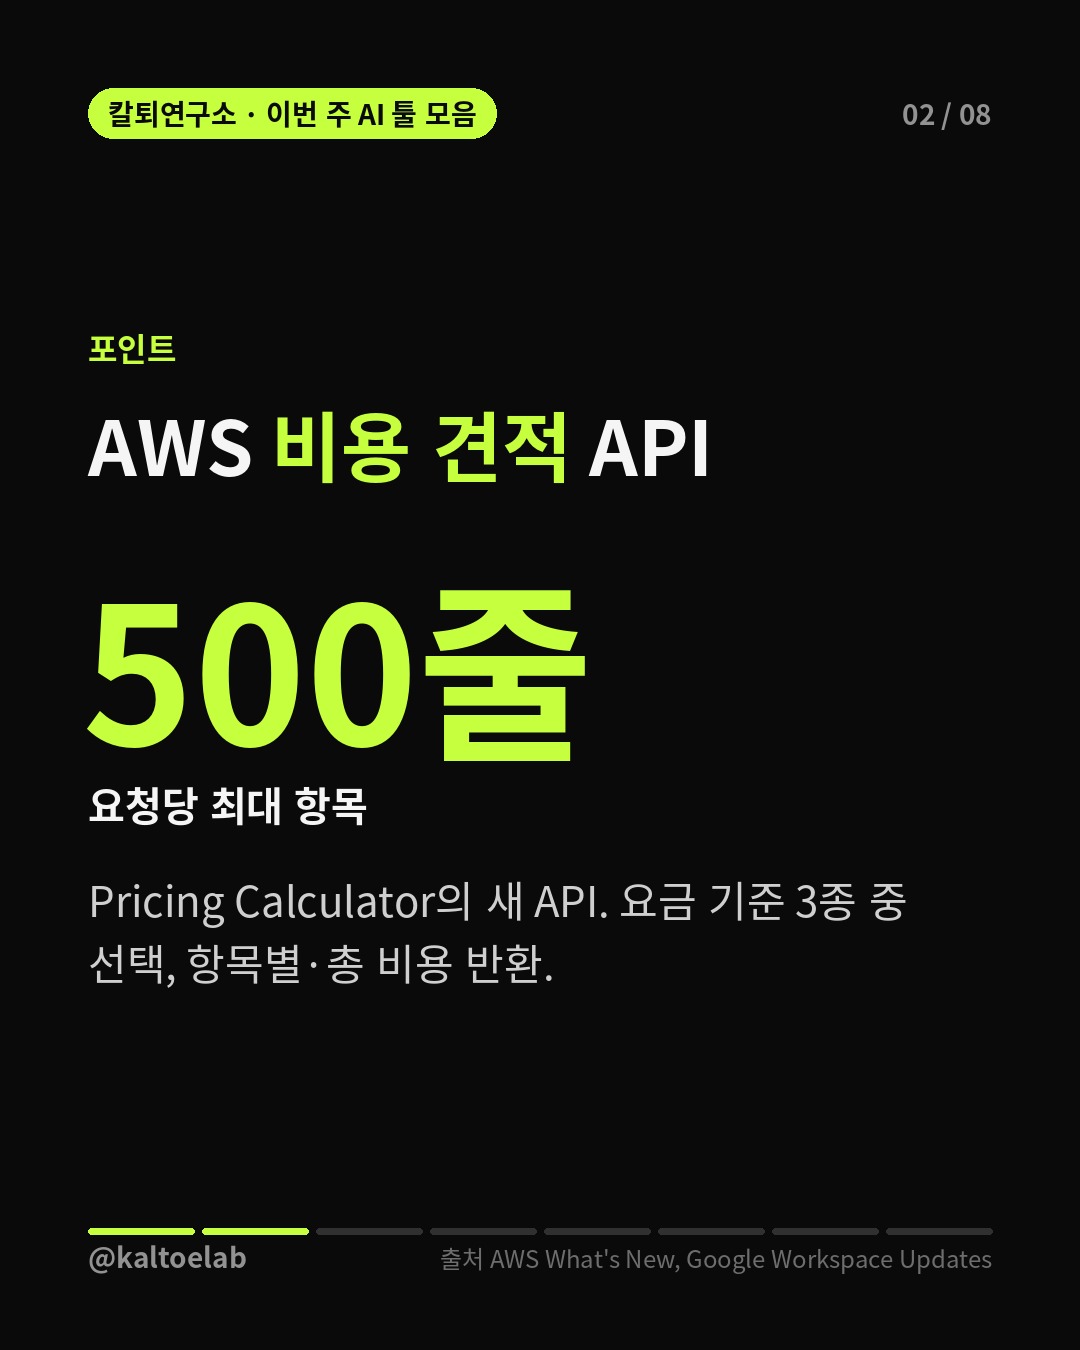 칼퇴연구소 · 이번 주 AI 툴 모음
02 / 08
포인트
AWS 비용 견적 API
500줄
요청당 최대 항목
Pricing Calculator의 새 API. 요금 기준 3종 중
선택, 항목별·총 비용 반환.
@kaltoelab
출처 AWS What's New, Google Workspace Updates